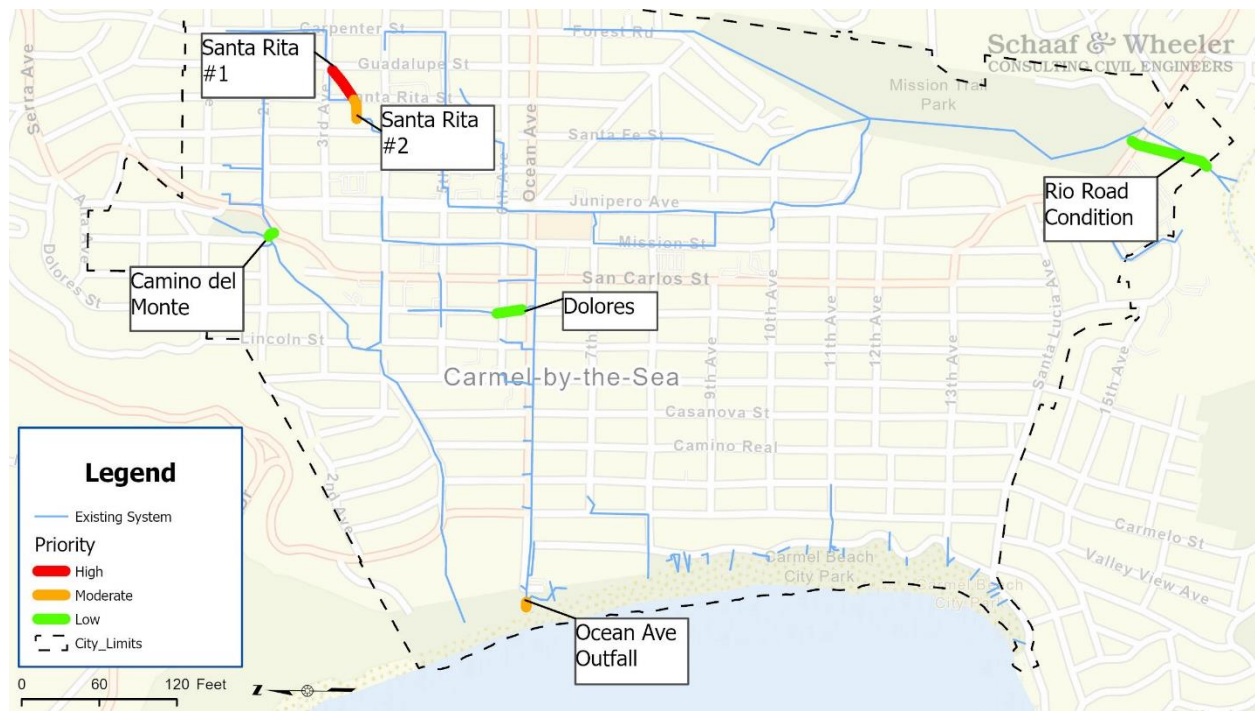 Carpenter St
Forest Rd
Schaaf & Wheeler
CONSULTING CIVIL ENGINEERS
Santa Rita
#1
Guadalupe St
Serra Ave
3rd Ave
Santa Rita
#2
Santa Fe St
Ocean Ave
6th Ave
Mission Trail
Park
Rio Road
Condition
Junipero Ave
Mission St
San Carlos St
Alta Ave
Dolores St
Camino del
Monte
Dolores
Lincoln St
7th
9th Ave
10th Ave
11th Ave
12th Ave
13th Ave
Santa Lucia Ave
15th Ave
Carmel-by-the-Sea
Casanova St
Camino Real
2nd Ave
Carmelo St
Valley View Ave
Carmel Beach
City Park
Ocean Ave
Outfall
Legend
Existing System
Priority
High
Moderate
Low
City_Limits
0 60 120 Feet
Z